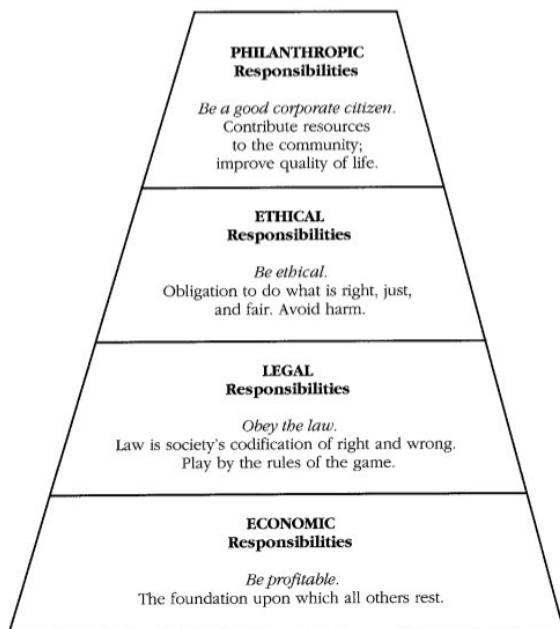 PHILANTHROPIC
Responsibilities
Be a good corporate citizen.
Contribute resources
to the community;
improve quality of life.
ETHICAL
Responsibilities
Be ethical.
Obligation to do what is right, just,
and fair. Avoid harm.
LEGAL
Responsibilities
Obey the law.
Law is society's codification of right and wrong.
Play by the rules of the game.
ECONOMIC
Responsibilities
Be profitable.
The foundation upon which all others rest.